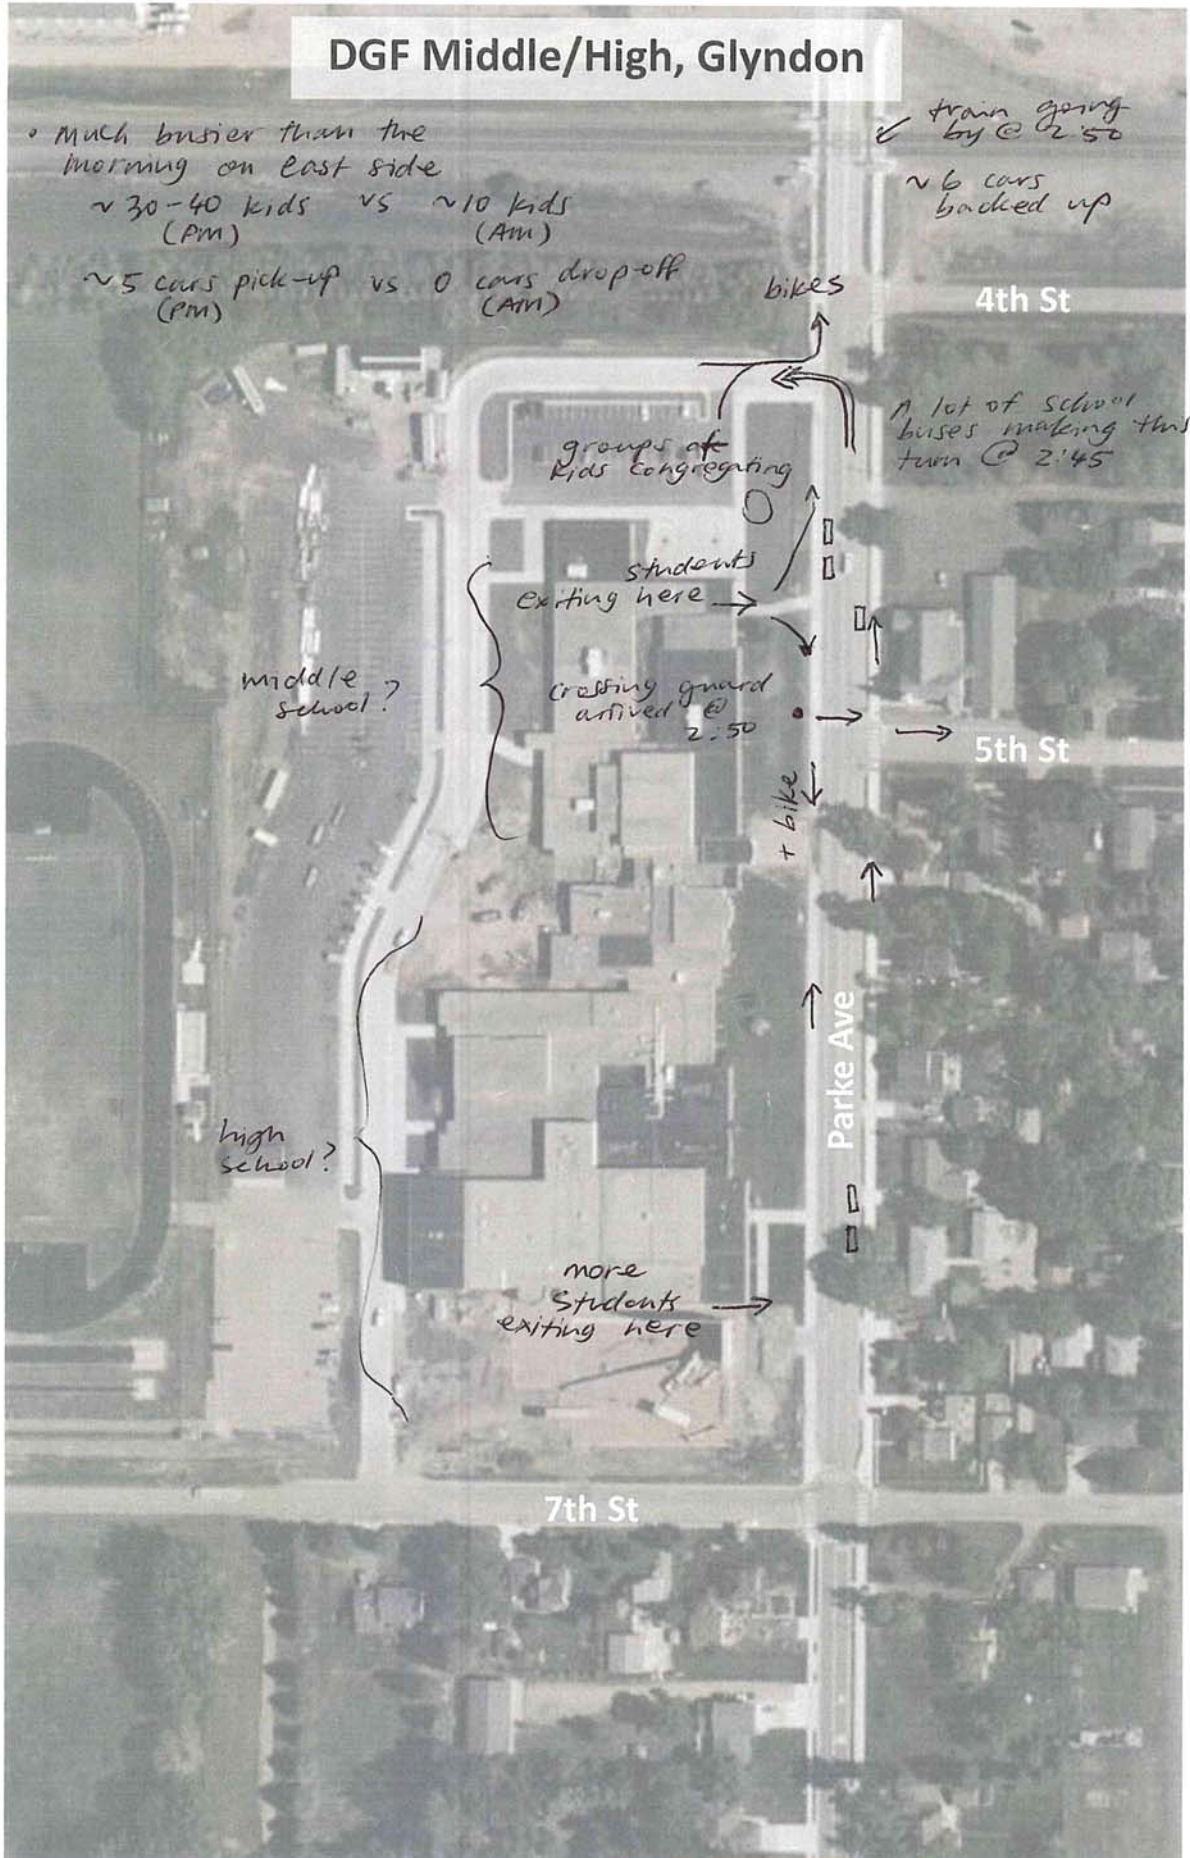 DGF Middle/High, Glyndon
• Much busier than the
morning on east side
~30-40 kids vs ~10 kids
(PM) (AM)
~5 cars pick-up vs 0 cars drop-off
(PM) (AM)
train going
by @ 2:50
~6 cars
backed up
bikes
4th St
A lot of school
buses making this
turn @ 2:45
groups of
kids congregating
students
exiting here
middle
school?
crossing guard
arrived @
2:50
5th St
+ bike
Parke Ave
high
school?
more
students
exiting here
7th St